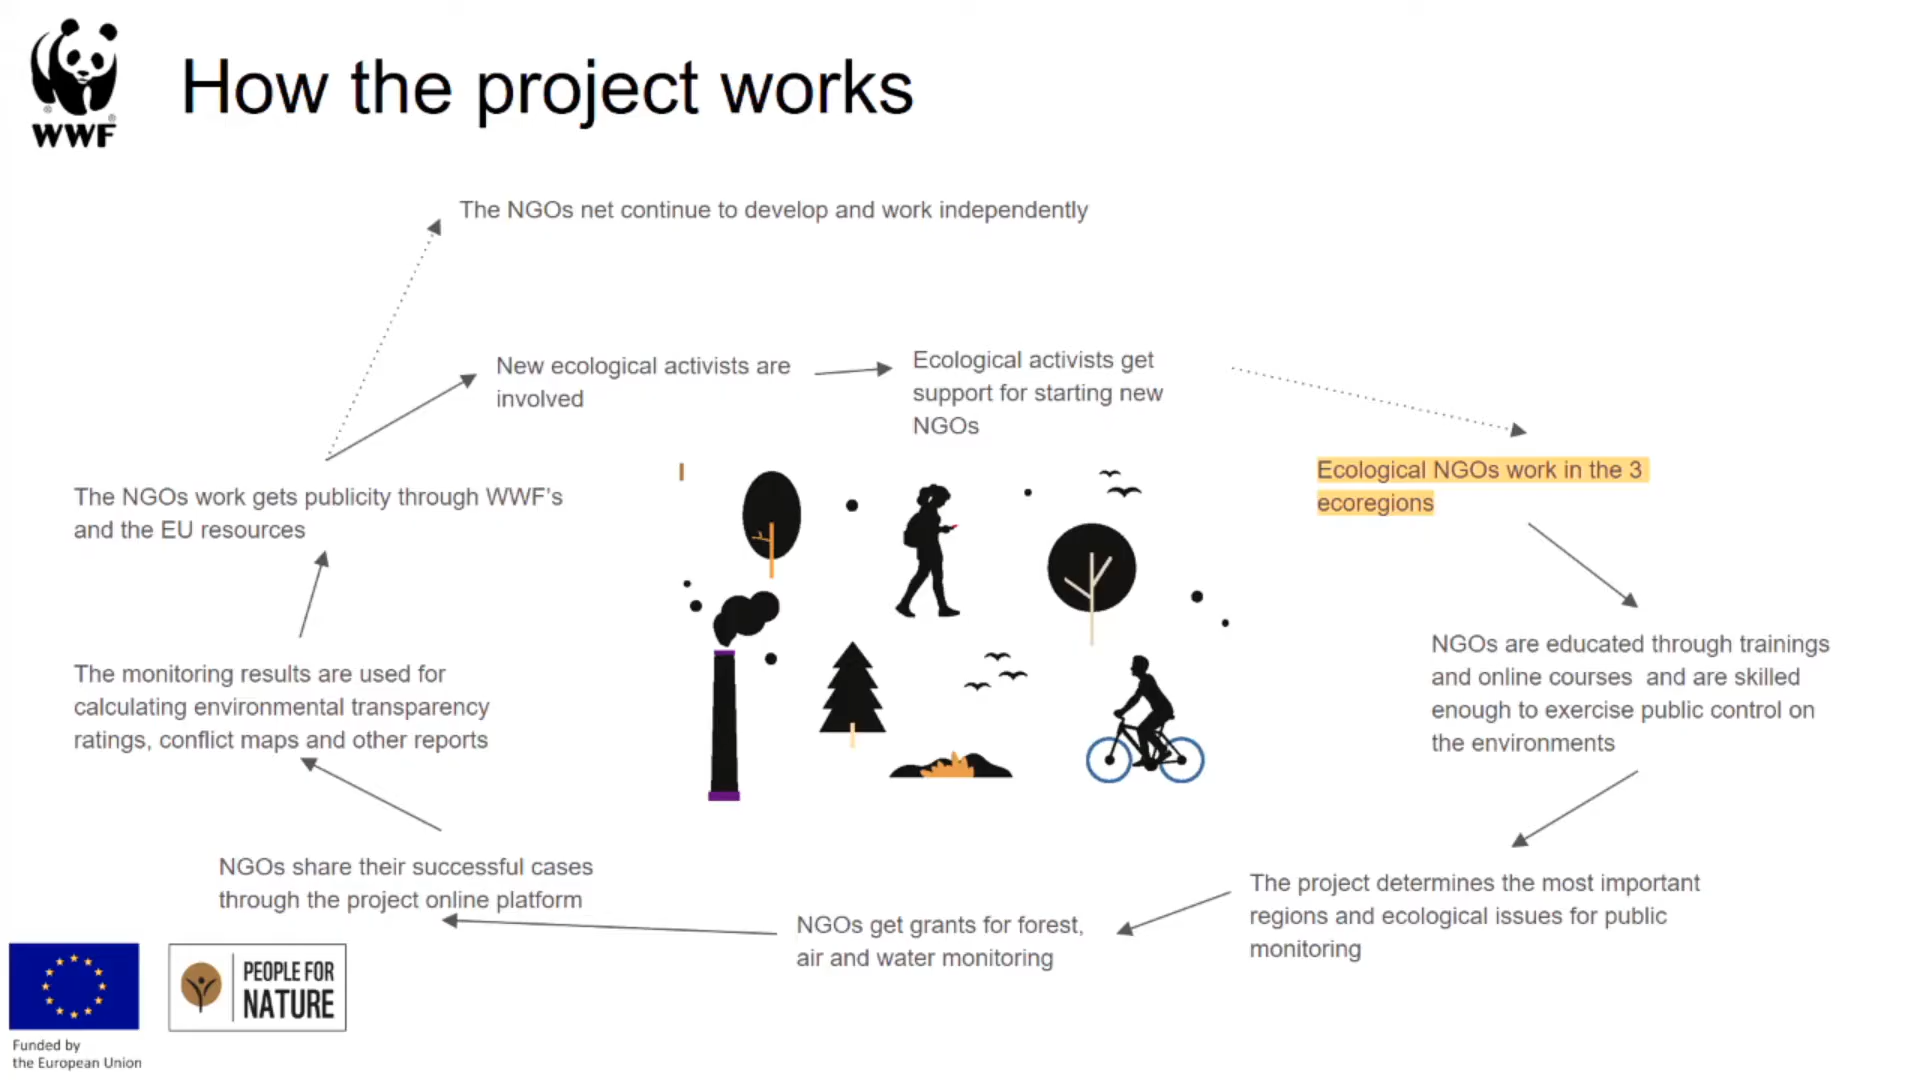 WWF
How the project works
The NGOs net continue to develop and work independently
New ecological activists are
involved
Ecological activists get
support for starting new
NGOs
Ecological NGOs work in the 3
ecoregions
NGOs are educated through trainings
and online courses  and are skilled
enough to exercise public control on
the environments
The project determines the most important
regions and ecological issues for public
monitoring
NGOs get grants for forest,
air and water monitoring
NGOs share their successful cases
through the project online platform
The monitoring results are used for
calculating environmental transparency
ratings, conflict maps and other reports
The NGOs work gets publicity through WWF's
and the EU resources
PEOPLE FOR
NATURE
Funded by
the European Union